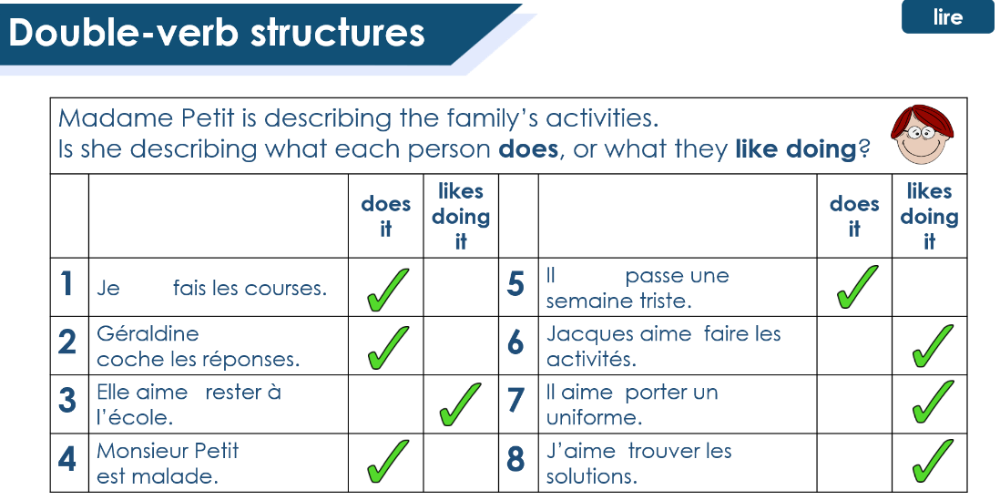 Double-verb structures
lire
Madame Petit is describing the family's activities.
Is she describing what each person does, or what they like doing?
does
it
likes
doing
it
does
it
likes
doing
it
1
Je fais les courses.
5
Il passe une
semaine triste.
2
Géraldine
coche les réponses.
6
Jacques aime faire les
activités.
3
Elle aime rester à
l'école.
7
Il aime porter un
uniforme.
4
Monsieur Petit
est malade.
8
J'aime trouver les
solutions.